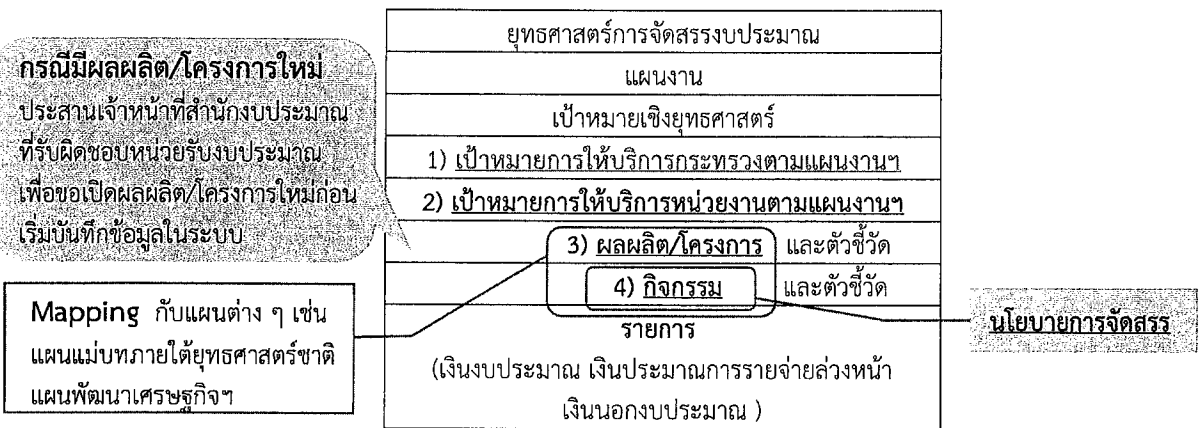 กรณีมีผลผลิต/โครงการใหม่
ประสานเจ้าหน้าที่สำนักงบประมาณ
ที่รับผิดชอบหน่วยรับงบประมาณ
เพื่อขอเปิดผลผลิต/โครงการใหม่ก่อน
เริ่มบันทึกข้อมูลในระบบ
Mapping กับแผนต่าง ๆ เช่น
แผนแม่บทภายใต้ยุทธศาสตร์ชาติ
แผนพัฒนาเศรษฐกิจฯ
ยุทธศาสตร์การจัดสรรงบประมาณ
แผนงาน
เป้าหมายเชิงยุทธศาสตร์
1) เป้าหมายการให้บริการกระทรวงตามแผนงานฯ
2) เป้าหมายการให้บริการหน่วยงานตามแผนงานฯ
3) ผลผลิต/โครงการ และตัวชี้วัด
4) กิจกรรม และตัวชี้วัด
รายการ
(เงินงบประมาณ เงินประมาณการรายจ่ายล่วงหน้า
เงินนอกงบประมาณ )
นโยบายการจัดสรร